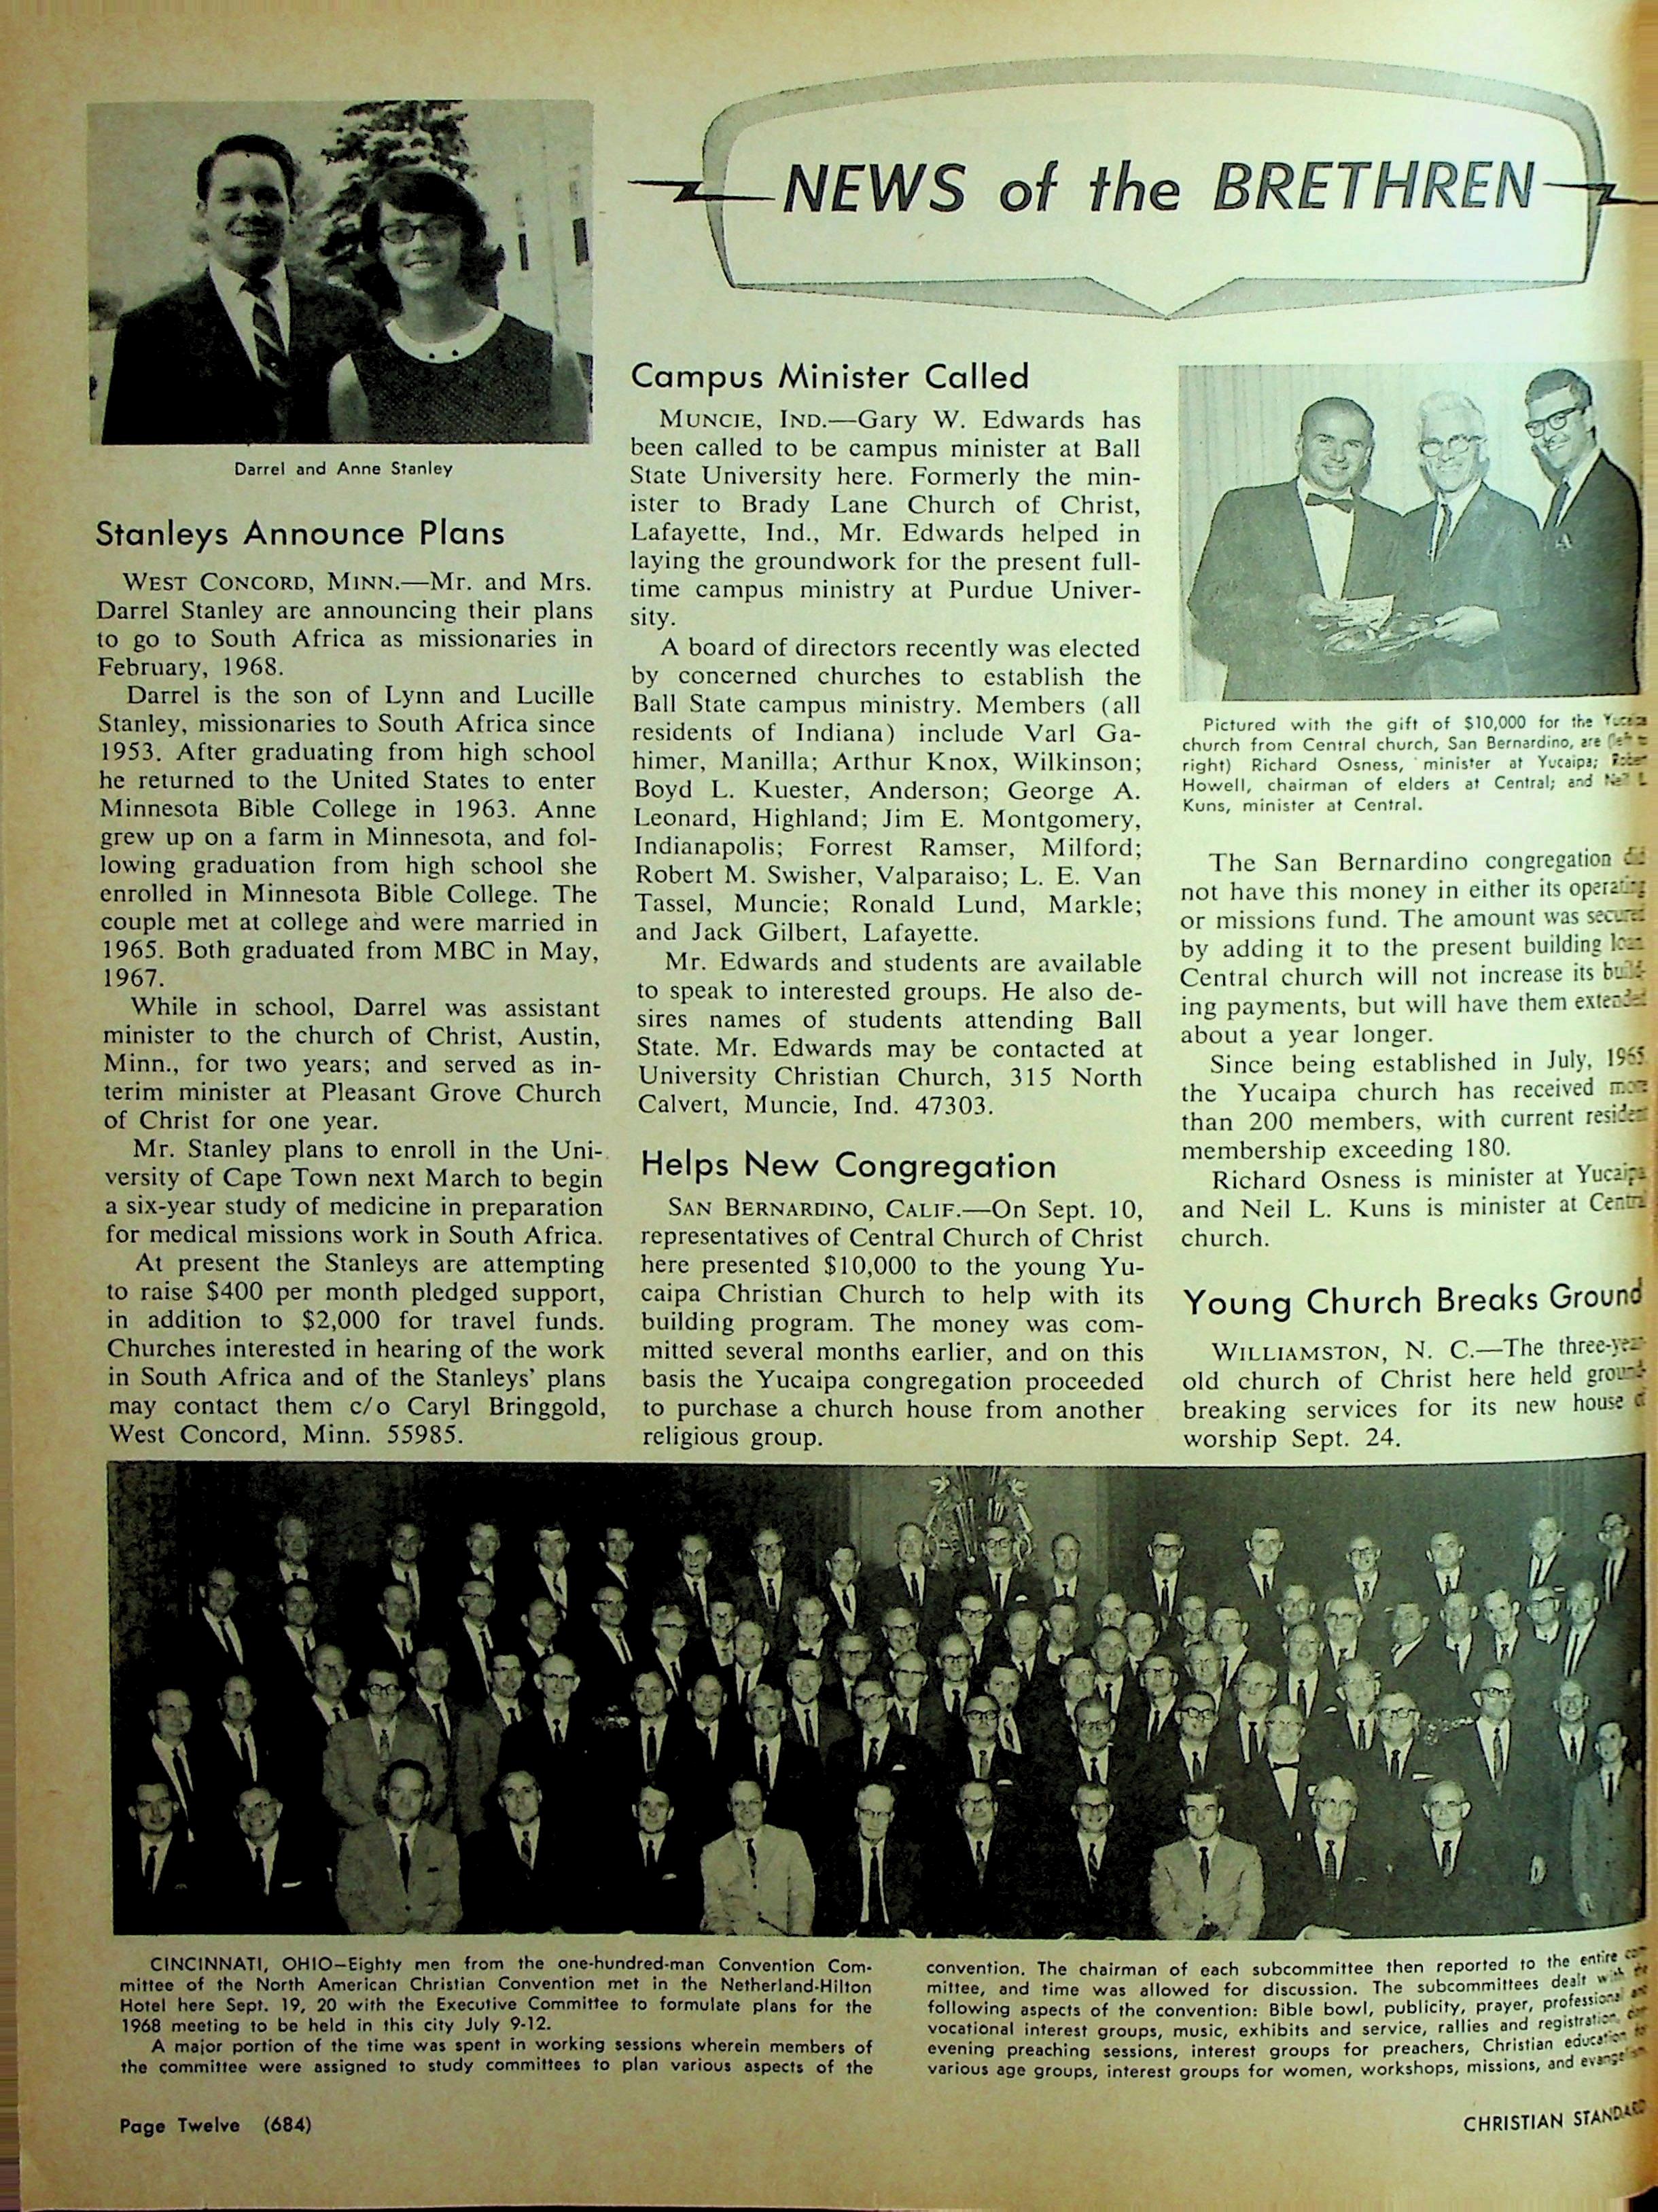 NEWS of the BRETHREN
Darrel and Anne Stanley
Stanleys Announce Plans
WEST CONCORD, MINN.—Mr. and Mrs.
Darrel Stanley are announcing their plans
to go to South Africa as missionaries in
February, 1968.
Darrel is the son of Lynn and Lucille
Stanley, missionaries to South Africa since
1953. After graduating from high school
he returned to the United States to enter
Minnesota Bible College in 1963. Anne
grew up on a farm in Minnesota, and fol-
lowing graduation from high school she
enrolled in Minnesota Bible College. The
couple met at college and were married in
1965. Both graduated from MBC in May,
1967.
While in school, Darrel was assistant
minister to the church of Christ, Austin,
Minn., for two years; and served as in-
terim minister at Pleasant Grove Church
of Christ for one year.
Mr. Stanley plans to enroll in the Uni-
versity of Cape Town next March to begin
a six-year study of medicine in preparation
for medical missions work in South Africa.
At present the Stanleys are attempting
to raise $400 per month pledged support,
in addition to $2,000 for travel funds.
Churches interested in hearing of the work
in South Africa and of the Stanleys' plans
may contact them c/o Caryl Bringgold,
West Concord, Minn. 55985.
Campus Minister Called
MUNCIE, IND.—Gary W. Edwards has
been called to be campus minister at Ball
State University here. Formerly the min-
ister to Brady Lane Church of Christ,
Lafayette, Ind., Mr. Edwards helped in
laying the groundwork for the present full-
time campus ministry at Purdue Univer-
sity.
A board of directors recently was elected
by concerned churches to establish the
Ball State campus ministry. Members (all
residents of Indiana) include Varl Ga-
himer, Manilla; Arthur Knox, Wilkinson;
Boyd L. Kuester, Anderson; George A.
Leonard, Highland; Jim E. Montgomery,
Indianapolis; Forrest Ramser, Milford;
Robert M. Swisher, Valparaiso; L. E. Van
Tassel, Muncie; Ronald Lund, Markle;
and Jack Gilbert, Lafayette.
Mr. Edwards and students are available
to speak to interested groups. He also de-
sires names of students attending Ball
State. Mr. Edwards may be contacted at
University Christian Church, 315 North
Calvert, Muncie, Ind. 47303.
Helps New Congregation
SAN BERNARDINO, CALIF.—On Sept. 10,
representatives of Central Church of Christ
here presented $10,000 to the young Yu-
caipa Christian Church to help with its
building program. The money was com-
mitted several months earlier, and on this
basis the Yucaipa congregation proceeded
to purchase a church house from another
religious group.
Pictured with the gift of $10,000 for the Yucaipa
church from Central church, San Bernardino, are (left to
right) Richard Osness, minister at Yucaipa; Robert
Howell, chairman of elders at Central; and Neil L.
Kuns, minister at Central.
The San Bernardino congregation did
not have this money in either its operating
or missions fund. The amount was secured
by adding it to the present building loan.
Central church will not increase its build-
ing payments, but will have them extended
about a year longer.
Since being established in July, 1965,
the Yucaipa church has received more
than 200 members, with current resident
membership exceeding 180.
Richard Osness is minister at Yucaipa
and Neil L. Kuns is minister at Central
church.
Young Church Breaks Ground
WILLIAMSTON, N. C.—The three-year-
old church of Christ here held ground-
breaking services for its new house of
worship Sept. 24.
CINCINNATI, OHIO—Eighty men from the one-hundred-man Convention Com-
mittee of the North American Christian Convention met in the Netherland-Hilton
Hotel here Sept. 19, 20 with the Executive Committee to formulate plans for the
1968 meeting to be held in this city July 9-12.
A major portion of the time was spent in working sessions wherein members of
the committee were assigned to study committees to plan various aspects of the
convention. The chairman of each subcommittee then reported to the entire com-
mittee, and time was allowed for discussion. The subcommittees dealt with the
following aspects of the convention: Bible bowl, publicity, prayer, professional and
vocational interest groups, music, exhibits and service, rallies and registration,
evening preaching sessions, interest groups for preachers, Christian education for
various age groups, interest groups for women, workshops, missions, and evangelism
Page Twelve (684)
CHRISTIAN STANDARD